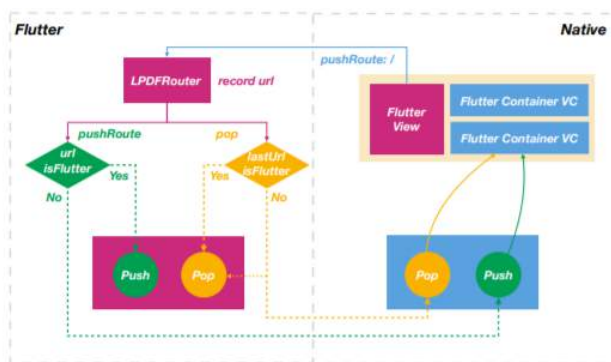 Flutter
Native
pushRoute: /
LPDFRouter
record url
Flutter
View
Flutter Container VC
Flutter Container VC
pushRoute
pop
url
isFlutter
lastUrl
isFlutter
Yes
Yes
No
No
Push
Pop
Pop
Push